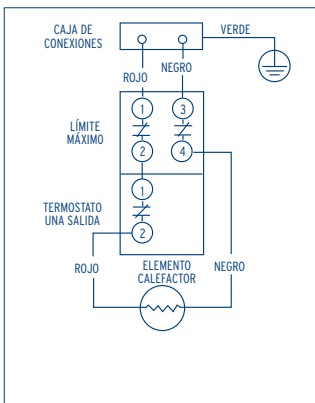 CAJA DE
CONEXIONES
VERDE
ROJO
NEGRO
LÍMITE
MÁXIMO
1
3
2
4
TERMOSTATO
UNA SALIDA
1
2
ROJO
ELEMENTO
CALEFACTOR
NEGRO